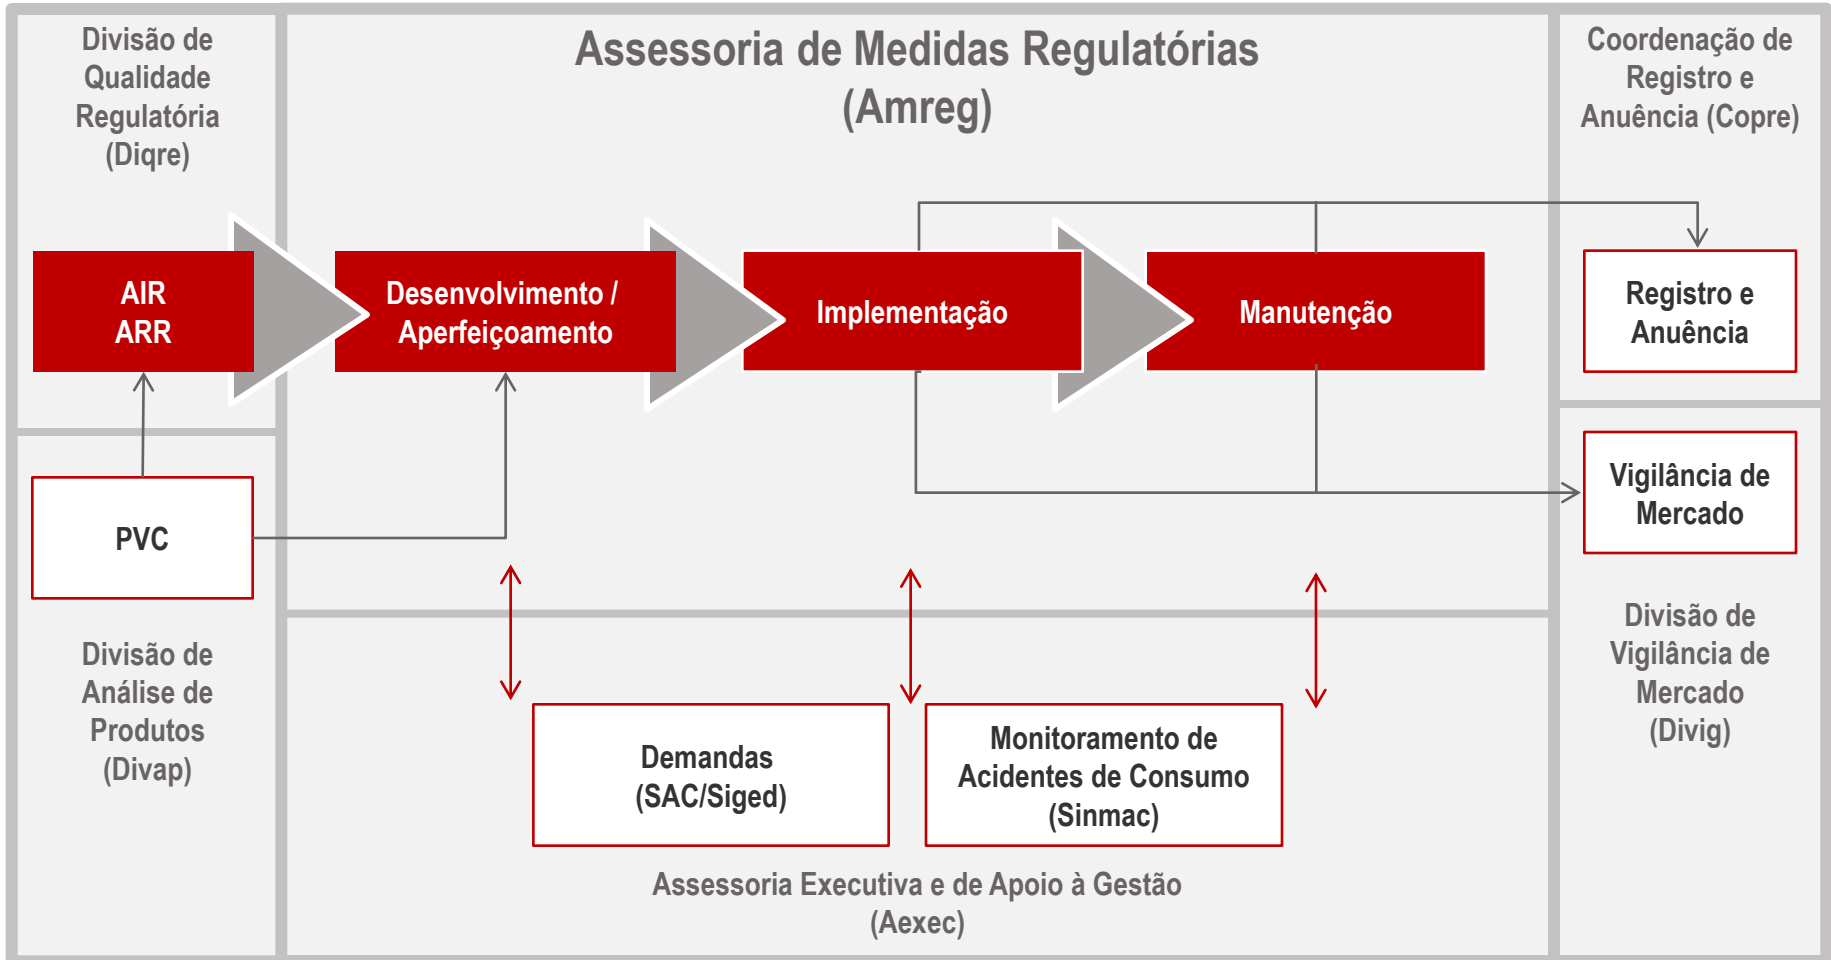 Divisão de
Qualidade
Regulatória
(Diqre)
Assessoria de Medidas Regulatórias
(Amreg)
Coordenação de
Registro e
Anuência (Copre)
AIR
ARR
Desenvolvimento /
Aperfeiçoamento
Implementação
Manutenção
Registro e
Anuência
PVC
Vigilância de
Mercado
Divisão de
Análise de
Produtos
(Divap)
Demandas
(SAC/Siged)
Monitoramento de
Acidentes de Consumo
(Sinmac)
Divisão de
Vigilância de
Mercado
(Divig)
Assessoria Executiva e de Apoio à Gestão
(Aexec)